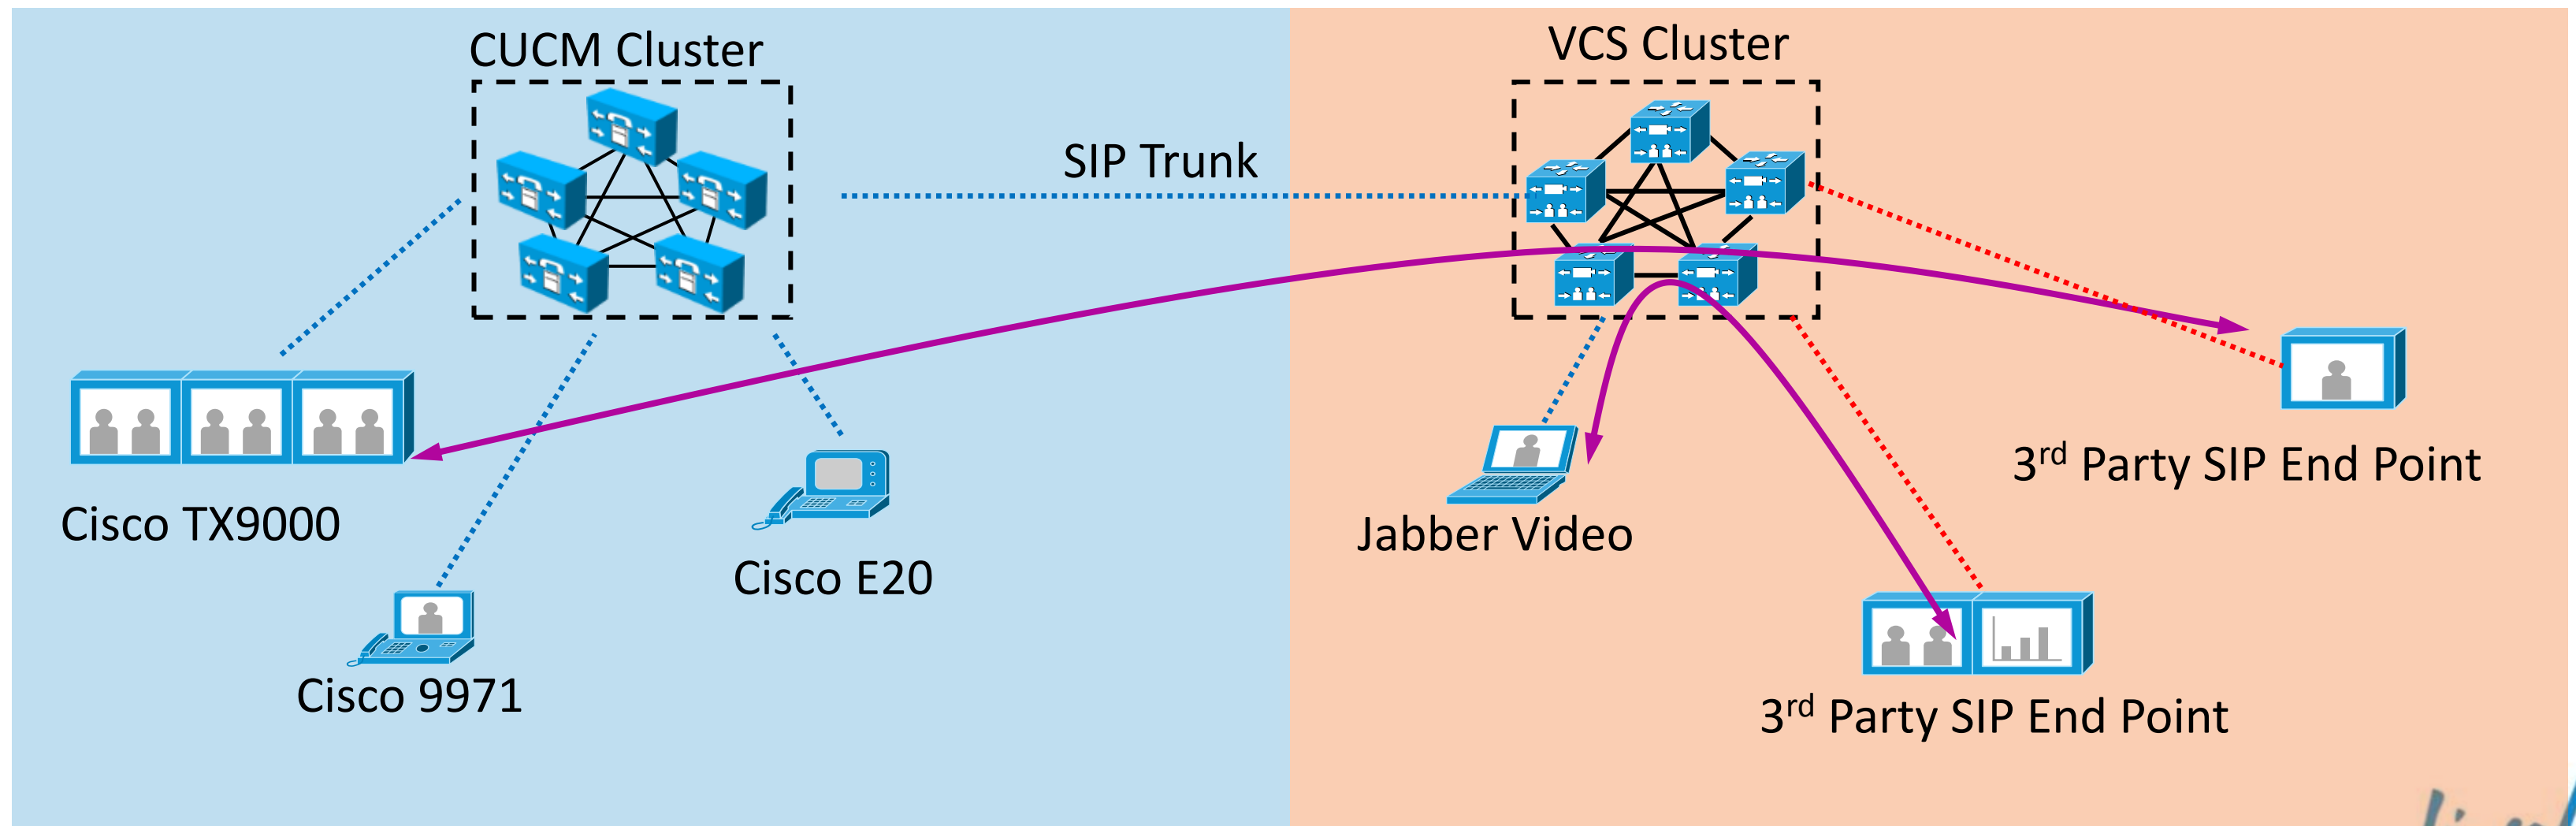 CUCM Cluster
VCS Cluster
SIP Trunk
Cisco TX9000
Cisco 9971
Cisco E20
Jabber Video
3rd Party SIP End Point
3rd Party SIP End Point